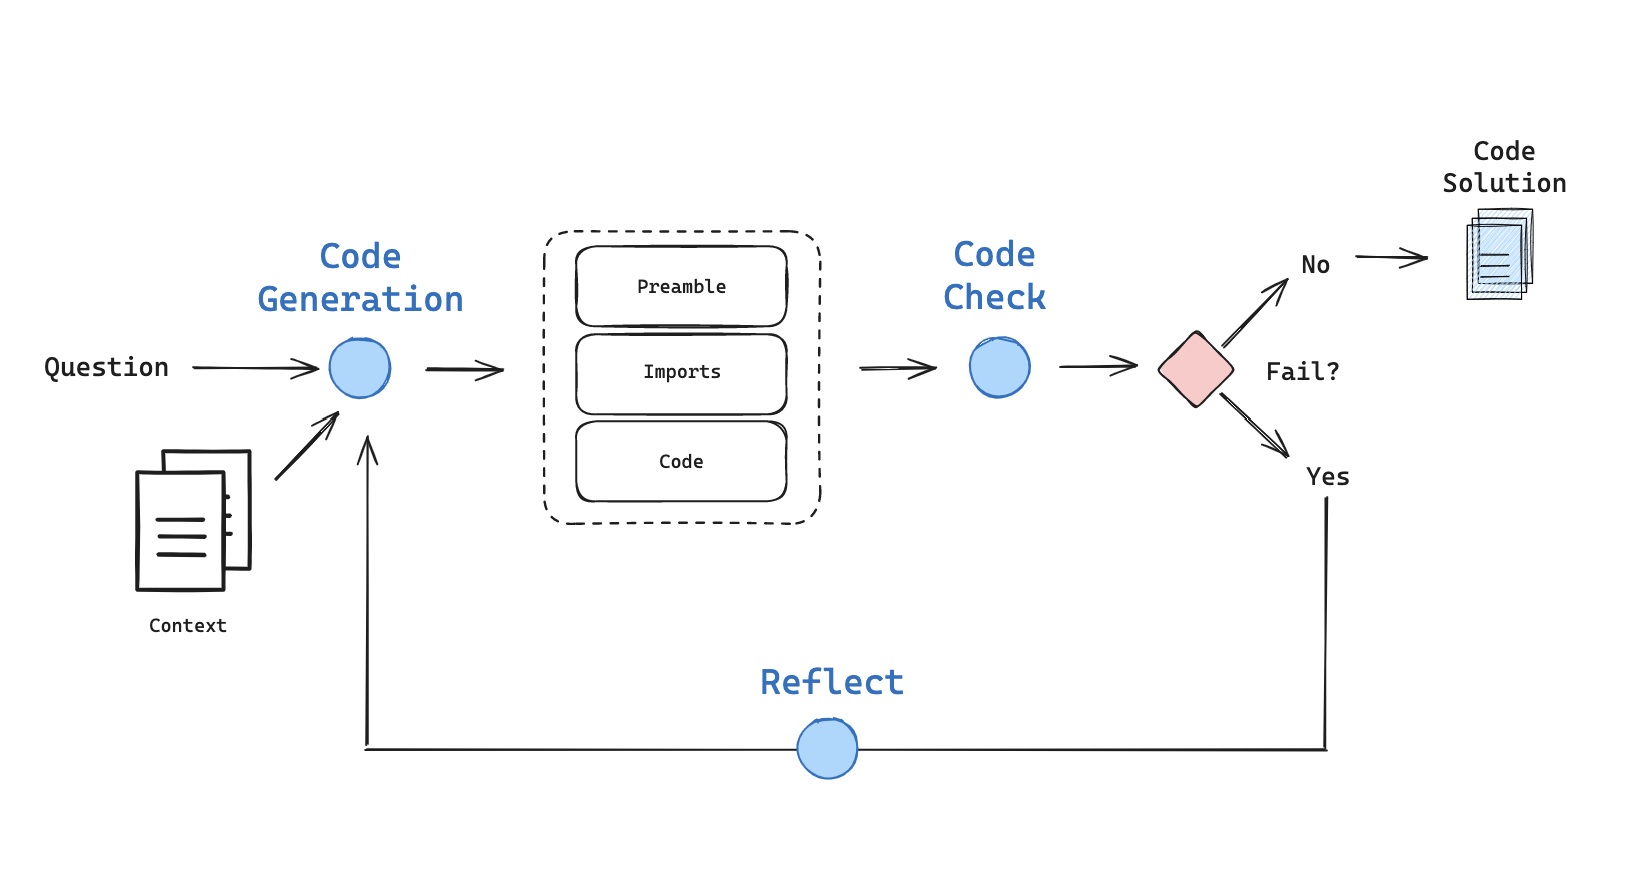 Code
Solution
Code
Generation
Preamble
Code
Check
No
Question
Imports
Fail?
Code
Yes
Context
Reflect